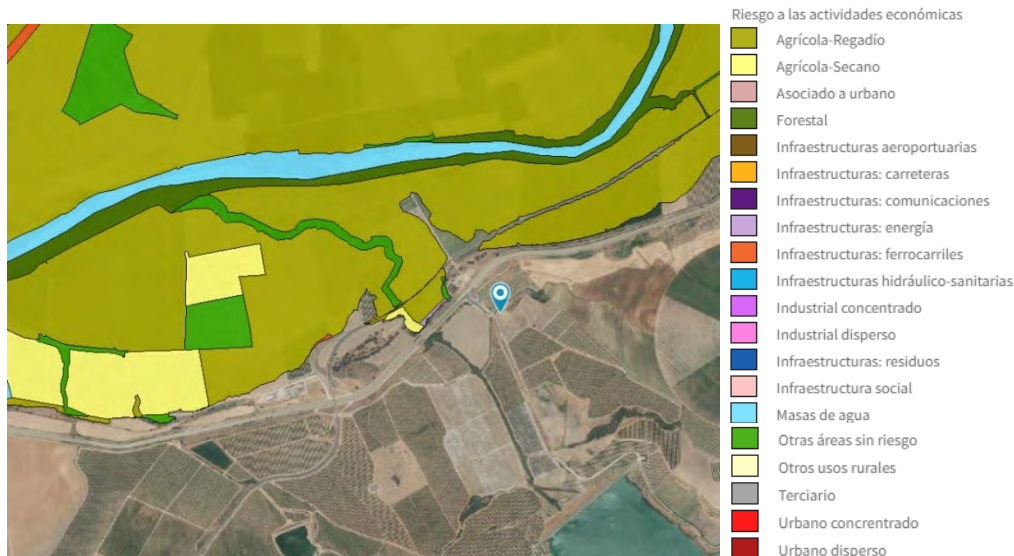 Riesgo a las actividades económicas
Agrícola-Regadío
Agrícola-Secano
Asociado a urbano
Forestal
Infraestructuras aeroportuarias
Infraestructuras: carreteras
Infraestructuras: comunicaciones
Infraestructuras: energía
Infraestructuras: ferrocarriles
Infraestructuras hidráulico-sanitarias
Industrial concentrado
Industrial disperso
Infraestructuras: residuos
Infraestructura social
Masas de agua
Otras áreas sin riesgo
Otros usos rurales
Terciario
Urbano concrentrado
Urbano disperso